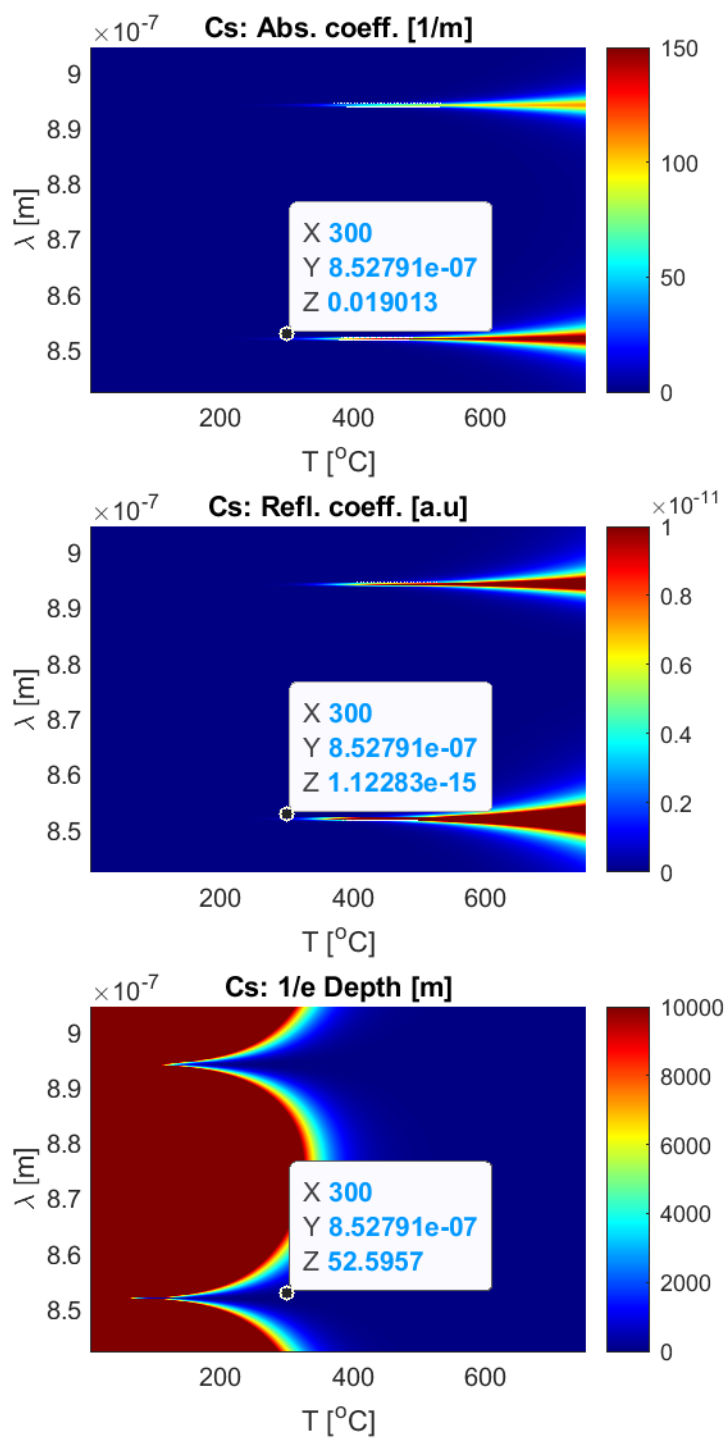 ×10-7
Cs: Abs. coeff. [1/m]
9
8.9
8.8
8.7
8.6
8.5
λ [m]
X 300
Y 8.52791e-07
Z 0.019013
200
400
600
T [oC]
150
100
50
0
×10-7
Cs: Refl. coeff. [a.u]
×10-11
9
8.9
8.8
8.7
8.6
8.5
λ [m]
X 300
Y 8.52791e-07
Z 1.12283e-15
200
400
600
T [oC]
1
0.8
0.6
0.4
0.2
0
×10-7
Cs: 1/e Depth [m]
9
8.9
8.8
8.7
8.6
8.5
λ [m]
X 300
Y 8.52791e-07
Z 52.5957
200
400
600
T [oC]
10000
8000
6000
4000
2000
0